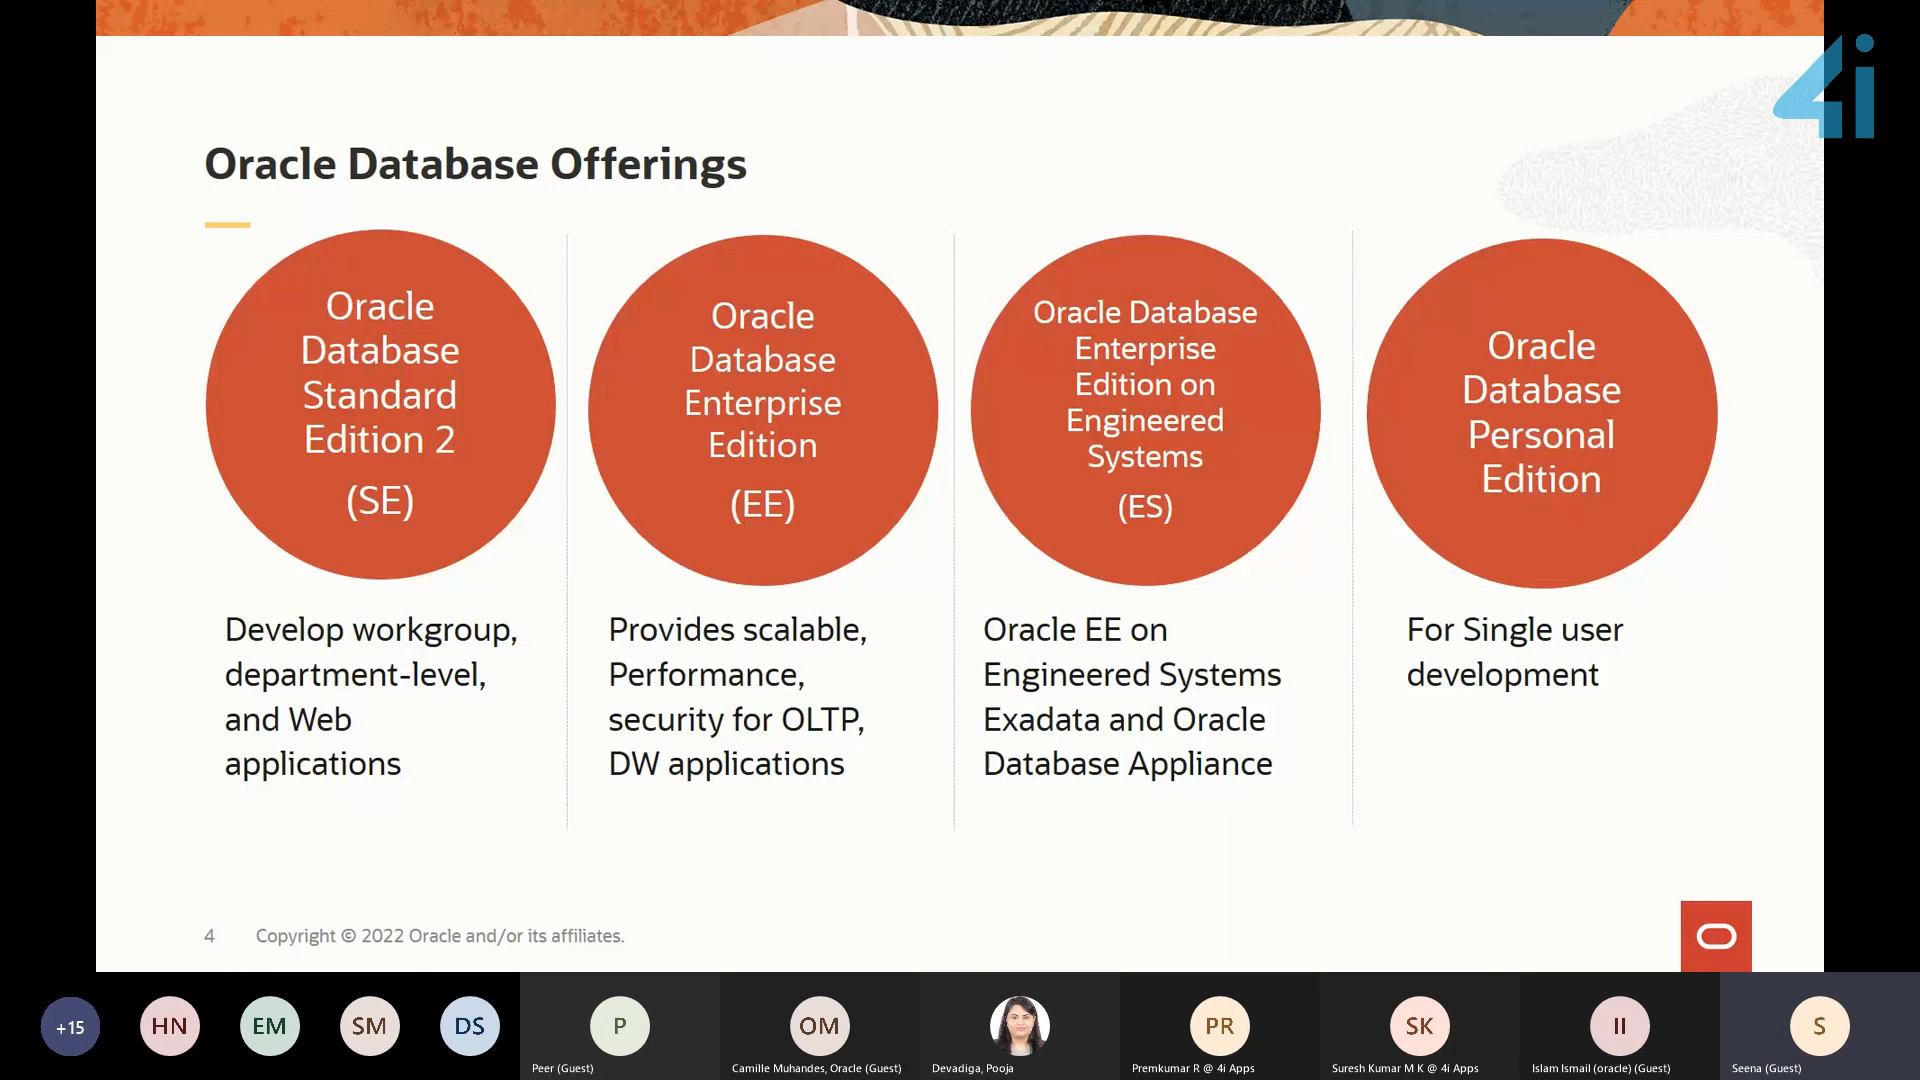 4i
Oracle Database Offerings
Oracle
Database
Standard
Edition 2
(SE)
Develop workgroup,
department-level,
and Web
applications
Oracle
Database
Enterprise
Edition
(EE)
Provides scalable,
Performance,
security for OLTP,
DW applications
Oracle Database
Enterprise
Edition on
Engineered
Systems
(ES)
Oracle EE on
Engineered Systems
Exadata and Oracle
Database Appliance
Oracle
Database
Personal
Edition
For Single user
development
4 Copyright © 2022 Oracle and/or its affiliates.
+15
HN
EM
SM
DS
P
Peer (Guest)
OM
Camille Muhandes, Oracle (Guest)
Devadiga, Pooja
PR
Premkumar R @ 4i Apps
SK
Suresh Kumar M K @ 4i Apps
II
Islam Ismail (oracle) (Guest)
S
Seena (Guest)